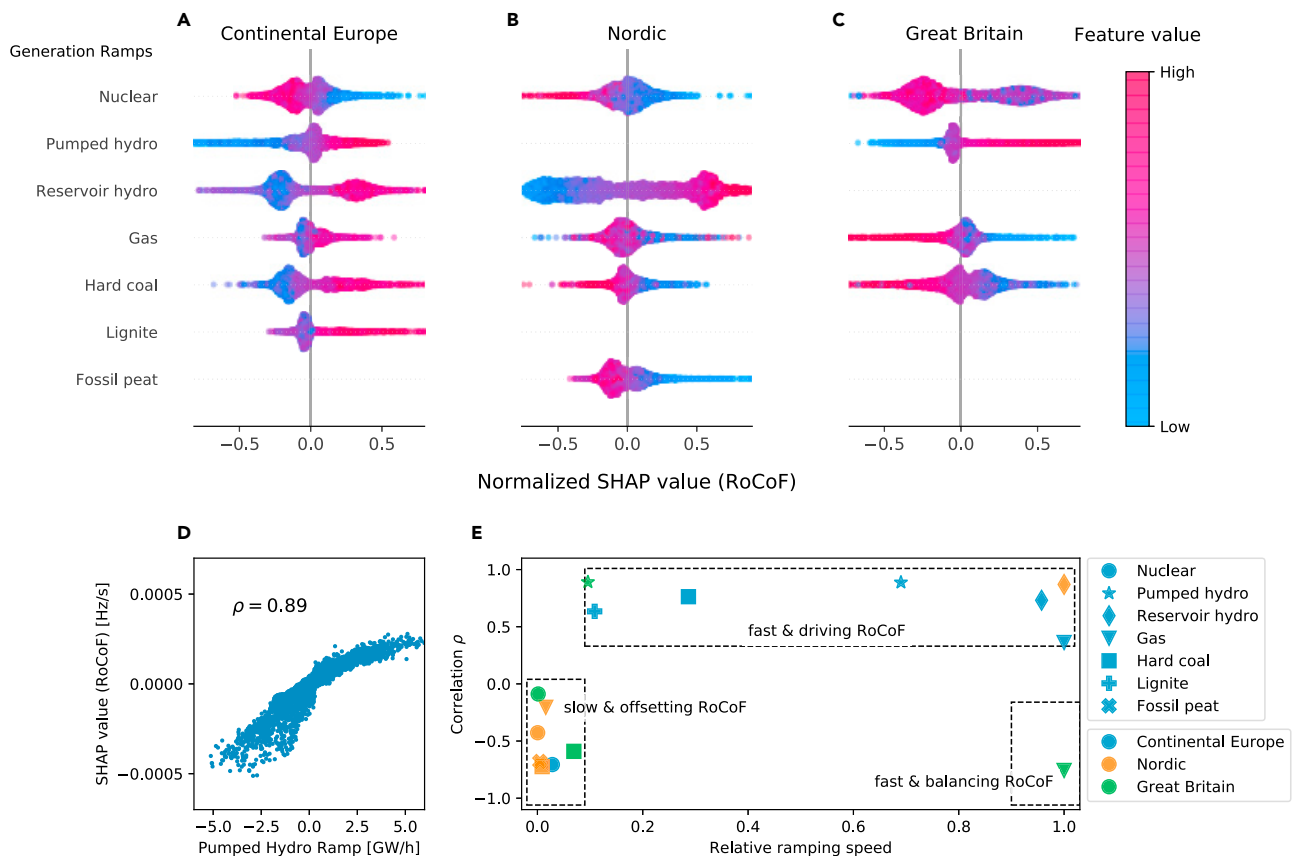 A
B
C
Continental Europe
Nordic
Great Britain
Feature value
Generation Ramps
High
Nuclear
Pumped hydro
Reservoir hydro
Gas
Hard coal
Lignite
Fossil peat
Low
−0.5 0.0 0.5
−0.5 0.0 0.5
−0.5 0.0 0.5
Normalized SHAP value (RoCoF)
D
SHAP value (RoCoF) [Hz/s]
0.0005
0.0000
−0.0005
ρ = 0.89
−5.0 −2.5 0.0 2.5 5.0
Pumped Hydro Ramp [GW/h]
E
Correlation ρ
1.0
0.5
0.0
−0.5
−1.0
fast & driving RoCoF
slow & offsetting RoCoF
fast & balancing RoCoF
0.0 0.2 0.4 0.6 0.8 1.0
Relative ramping speed
Nuclear
Pumped hydro
Reservoir hydro
Gas
Hard coal
Lignite
Fossil peat
Continental Europe
Nordic
Great Britain